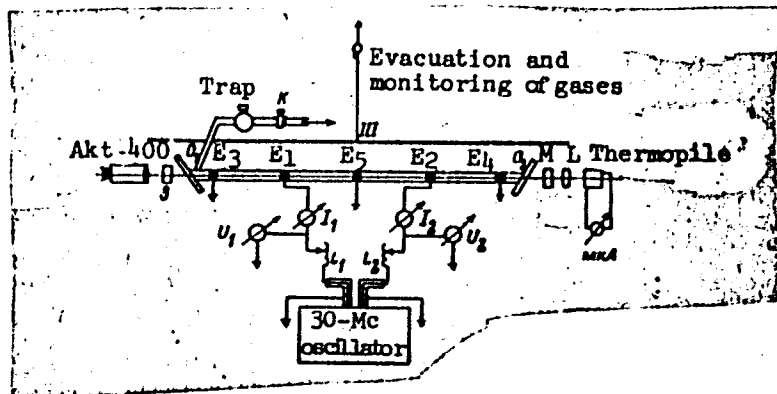 Evacuation and
monitoring of gases
Trap
K
III
Akt-400
E3
E1
E5
E2
E4
a
M
L
Thermopile
I1
I2
U1
U2
L1
L2
мкА
30-Mc
oscillator